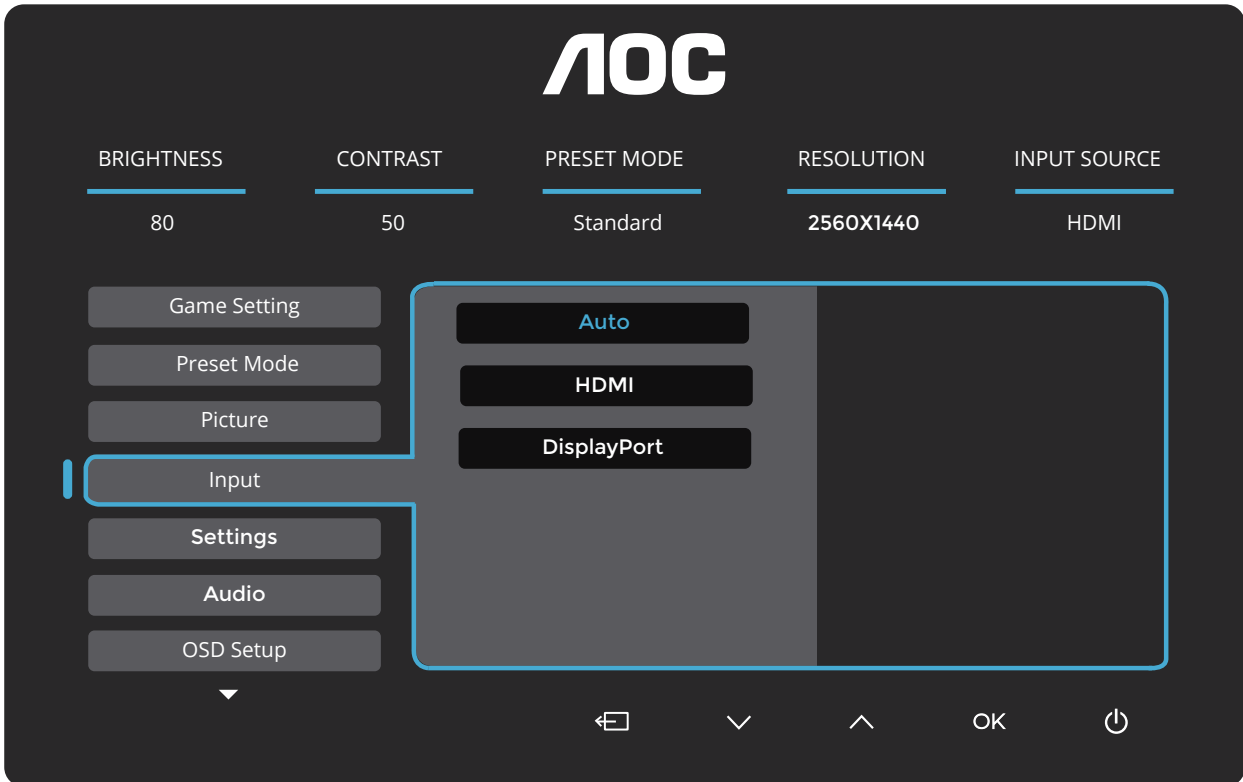 AOC
BRIGHTNESS CONTRAST PRESET MODE RESOLUTION INPUT SOURCE
80 50 Standard 2560X1440 HDMI
Game Setting
Preset Mode
Picture
Input
Settings
Audio
OSD Setup
Auto
HDMI
DisplayPort
OK